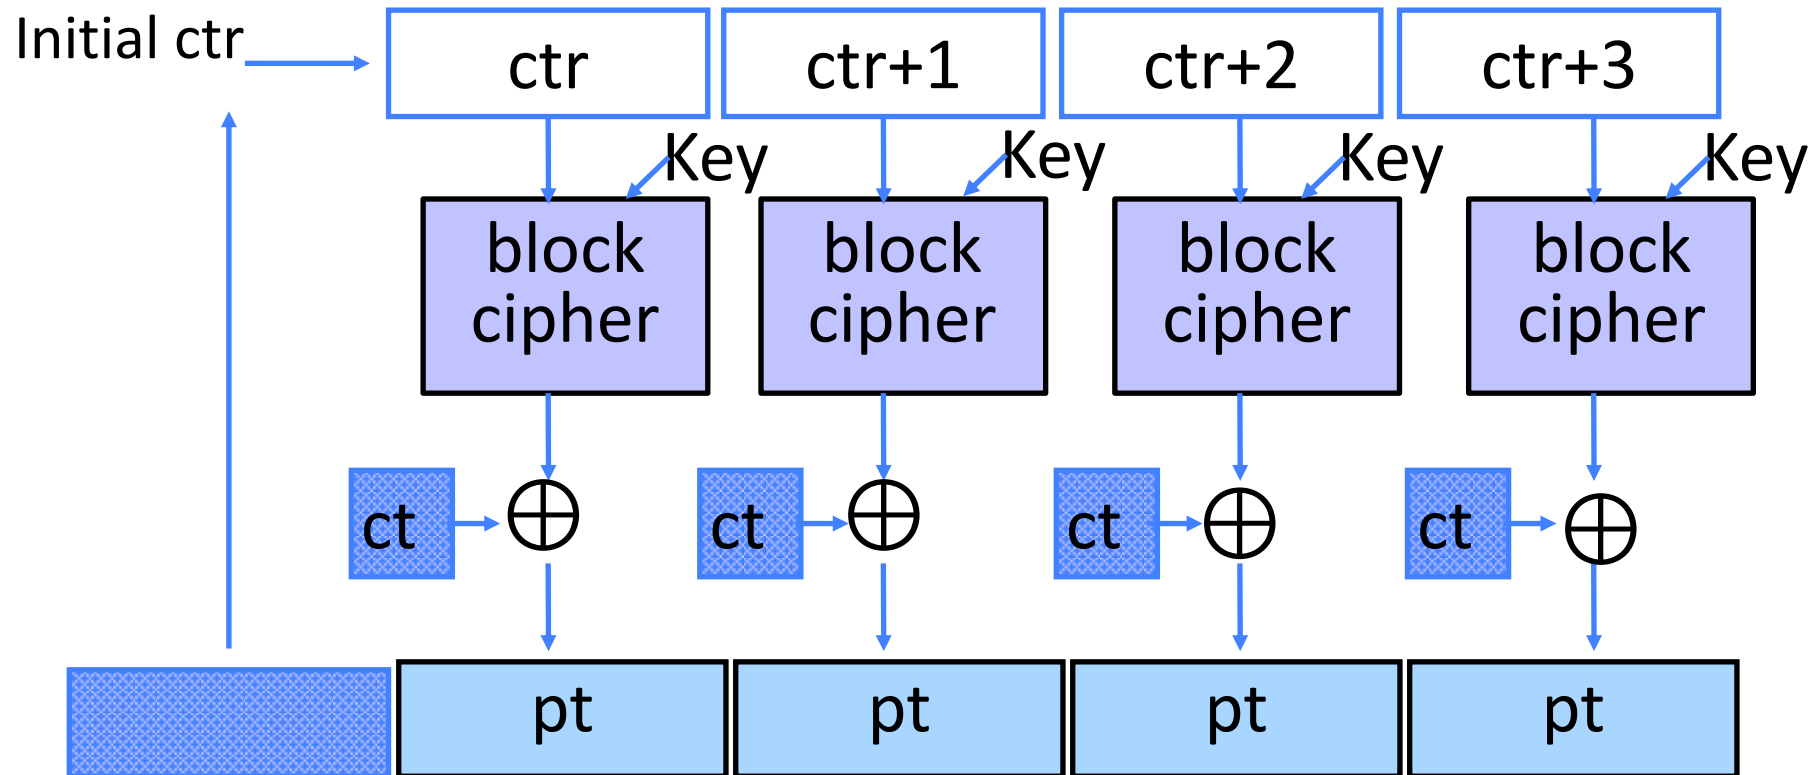 Initial ctr
ctr ctr+1 ctr+2 ctr+3
Key Key Key Key
block block block block
cipher cipher cipher cipher
ct ct ct ct
pt pt pt pt